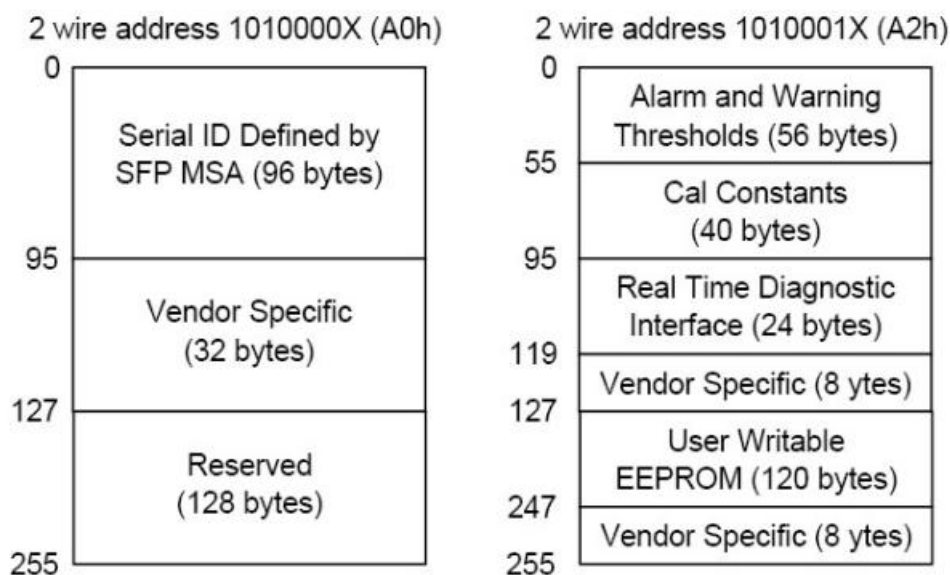 2 wire address 1010000X (A0h)
0
Serial ID Defined by
SFP MSA (96 bytes)
95
Vendor Specific
(32 bytes)
127
Reserved
(128 bytes)
255
2 wire address 1010001X (A2h)
0
Alarm and Warning
Thresholds (56 bytes)
55
Cal Constants
(40 bytes)
95
Real Time Diagnostic
Interface (24 bytes)
119
Vendor Specific (8 ytes)
127
User Writable
EEPROM (120 bytes)
247
Vendor Specific (8 ytes)
255